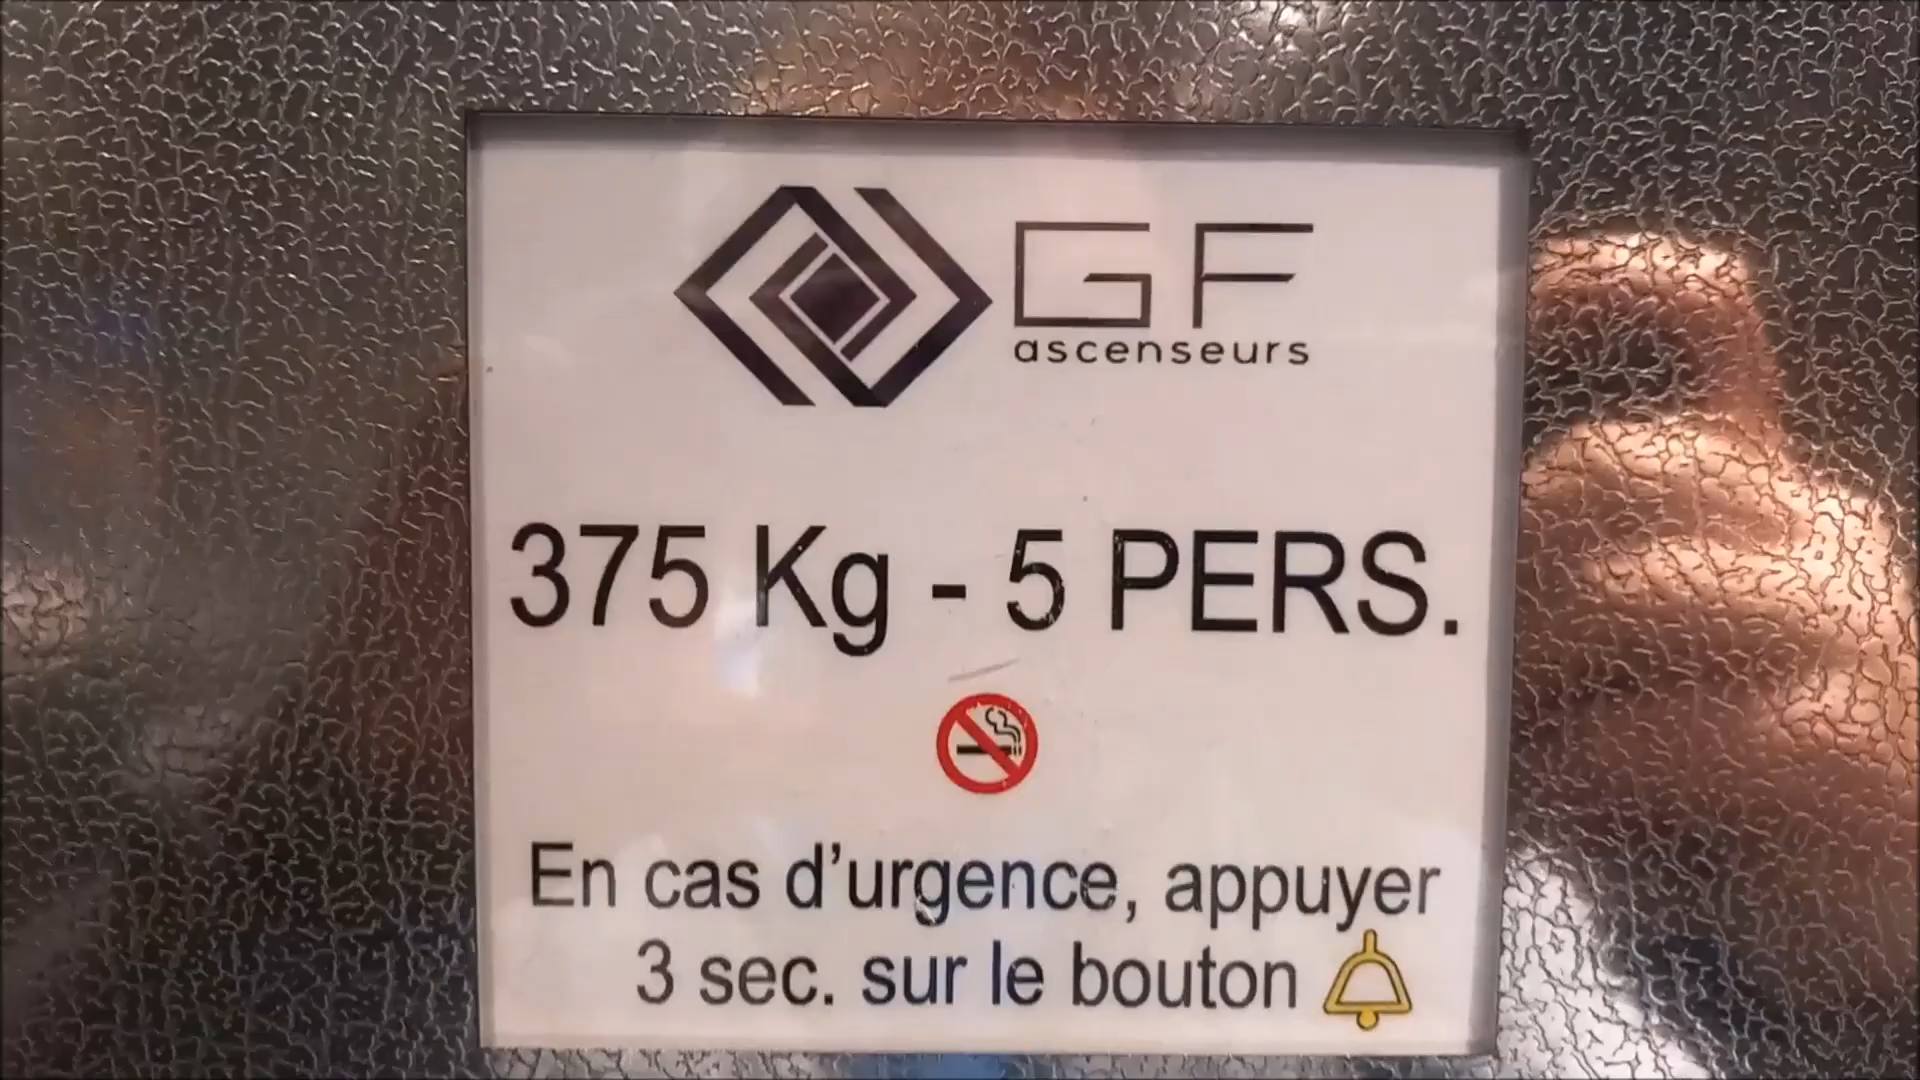 GF
ascenseurs
375 Kg - 5 PERS.
En cas d’urgence, appuyer
3 sec. sur le bouton